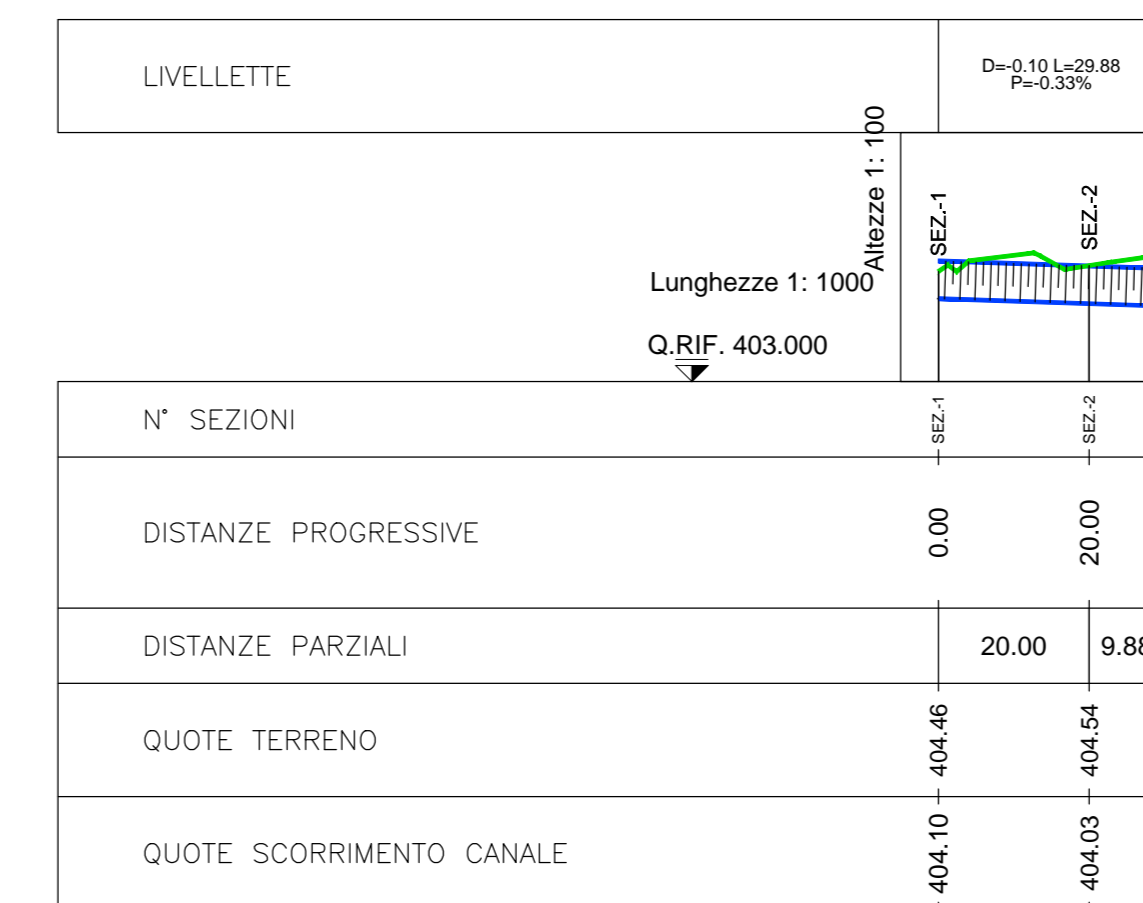 LIVELLETTE
D=-0.10 L=29.88
P=-0.33%
Altezze 1: 100
Lunghezze 1: 1000
SEZ.-1
SEZ.-2
Q.RIF. 403.000
N° SEZIONI
SEZ.-1
SEZ.-2
DISTANZE PROGRESSIVE
0.00
20.00
DISTANZE PARZIALI
20.00
9.88
QUOTE TERRENO
404.46
404.54
QUOTE SCORRIMENTO CANALE
404.10
404.03